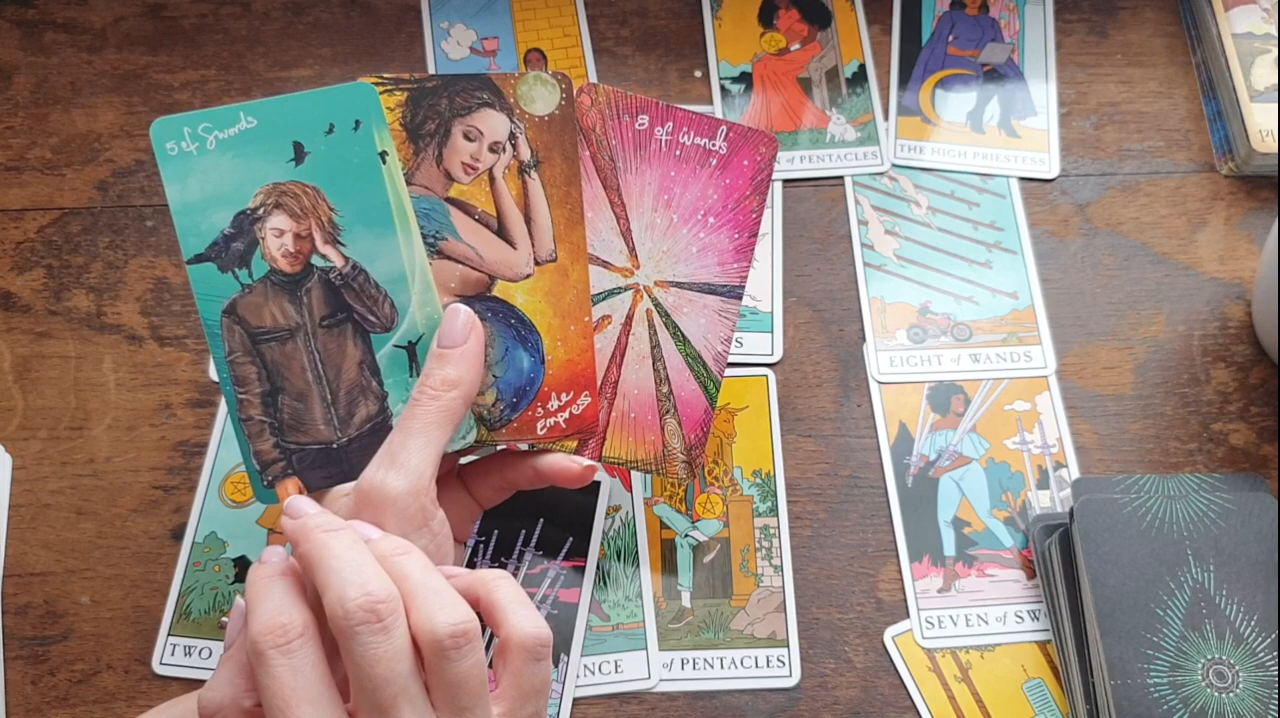 5 of Swords
3 the
Empress
8 of Wands
OF PENTACLES
THE HIGH PRIESTESS
EIGHT of WANDS
SEVEN of SW
TWO
NCE
of PENTACLES